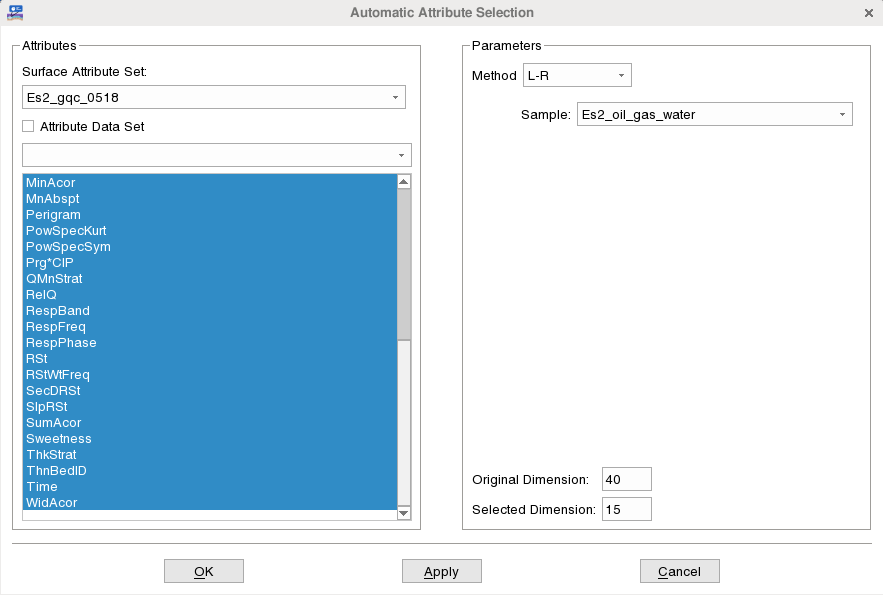 Automatic Attribute Selection
Attributes
Surface Attribute Set:
Es2_gqc_0518
Attribute Data Set
MinAcor
MnAbspt
Perigram
PowSpecKurt
PowSpecSym
Prg*CIP
QMnStrat
RelQ
RespBand
RespFreq
RespPhase
RSt
RStWtFreq
SecDRSt
SlpRSt
SumAcor
Sweetness
ThkStrat
ThnBedID
Time
WidAcor
Parameters
Method L-R
Sample: Es2_oil_gas_water
Original Dimension: 40
Selected Dimension: 15
OK Apply Cancel